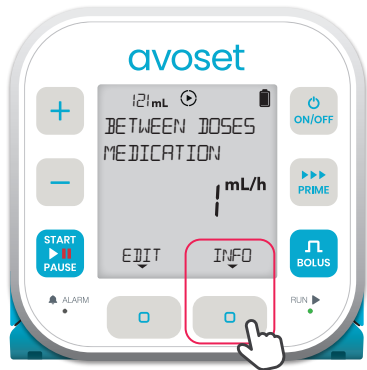 avoset
121 mL
BETWEEN DOSES
MEDICATION
1 mL/h
EDIT INFO
+
−
START
PAUSE
ON/OFF
PRIME
BOLUS
ALARM
RUN